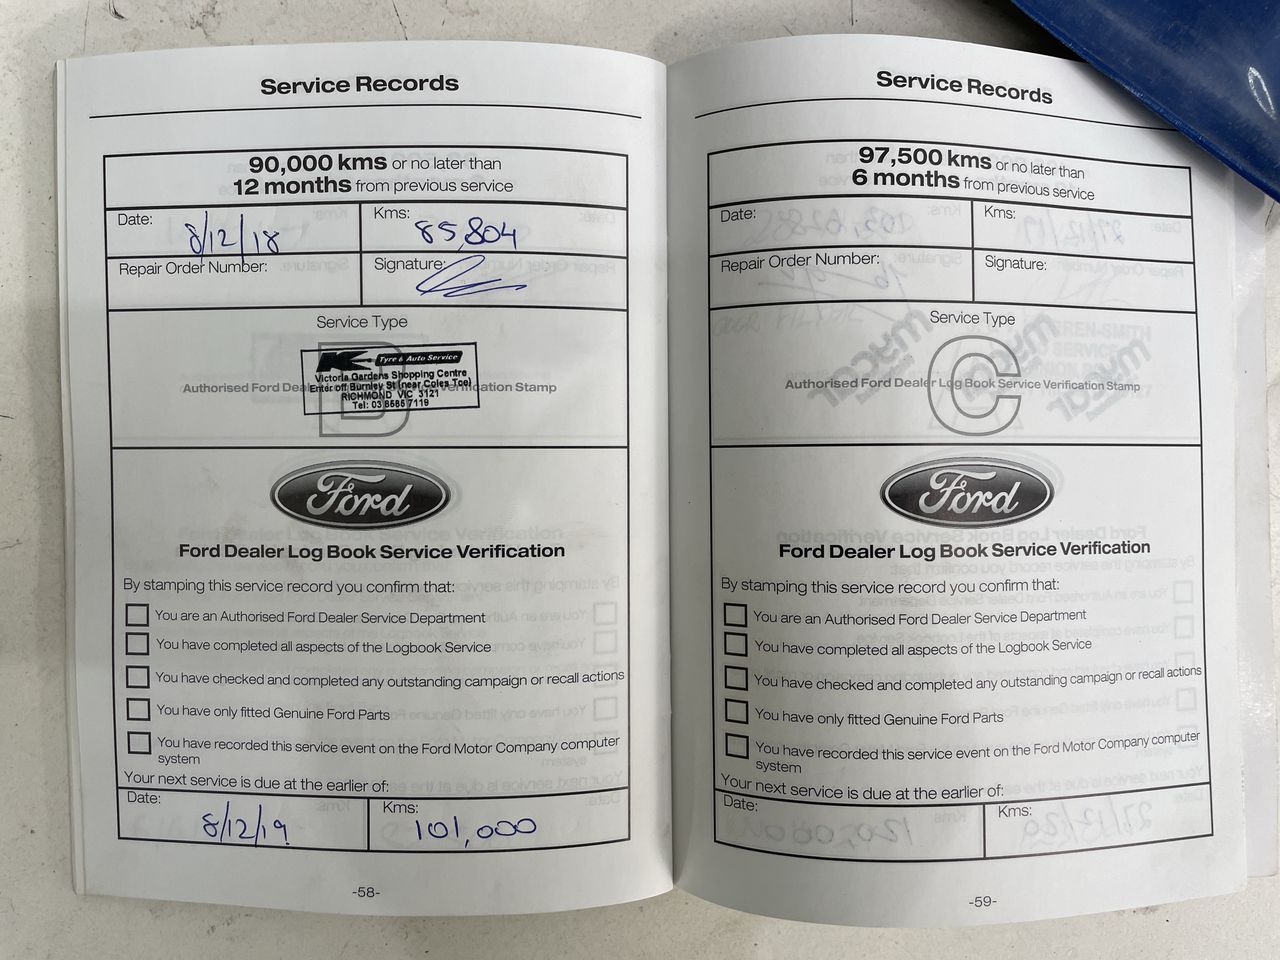 Service Records
90,000 kms or no later than
12 months from previous service
Date:
8/12/18
Kms:
85,804
Repair Order Number:
Signature:
Service Type
K Tyre & Auto Service
Victoria Gardens Shopping Centre
Enter off Burnley St (near Coles Toe)
RICHMOND VIC 3121
Tel: 03 8585 7119
Authorised Ford Dea verification Stamp
Ford
Ford Dealer Log Book Service Verification
By stamping this service record you confirm that:
You are an Authorised Ford Dealer Service Department
You have completed all aspects of the Logbook Service
You have checked and completed any outstanding campaign or recall actions
You have only fitted Genuine Ford Parts
You have recorded this service event on the Ford Motor Company computer
system
Your next service is due at the earlier of:
Date:
8/12/19
Kms:
101,000
-58-
Service Records
97,500 kms or no later than
6 months from previous service
Date:
Kms:
Repair Order Number:
Signature:
Service Type
C
Authorised Ford Dealer Log Book Service Verification Stamp
Ford
Ford Dealer Log Book Service Verification
By stamping this service record you confirm that:
You are an Authorised Ford Dealer Service Department
You have completed all aspects of the Logbook Service
You have checked and completed any outstanding campaign or recall actions
You have only fitted Genuine Ford Parts
You have recorded this service event on the Ford Motor Company computer
system
Your next service is due at the earlier of:
Date:
Kms:
-59-